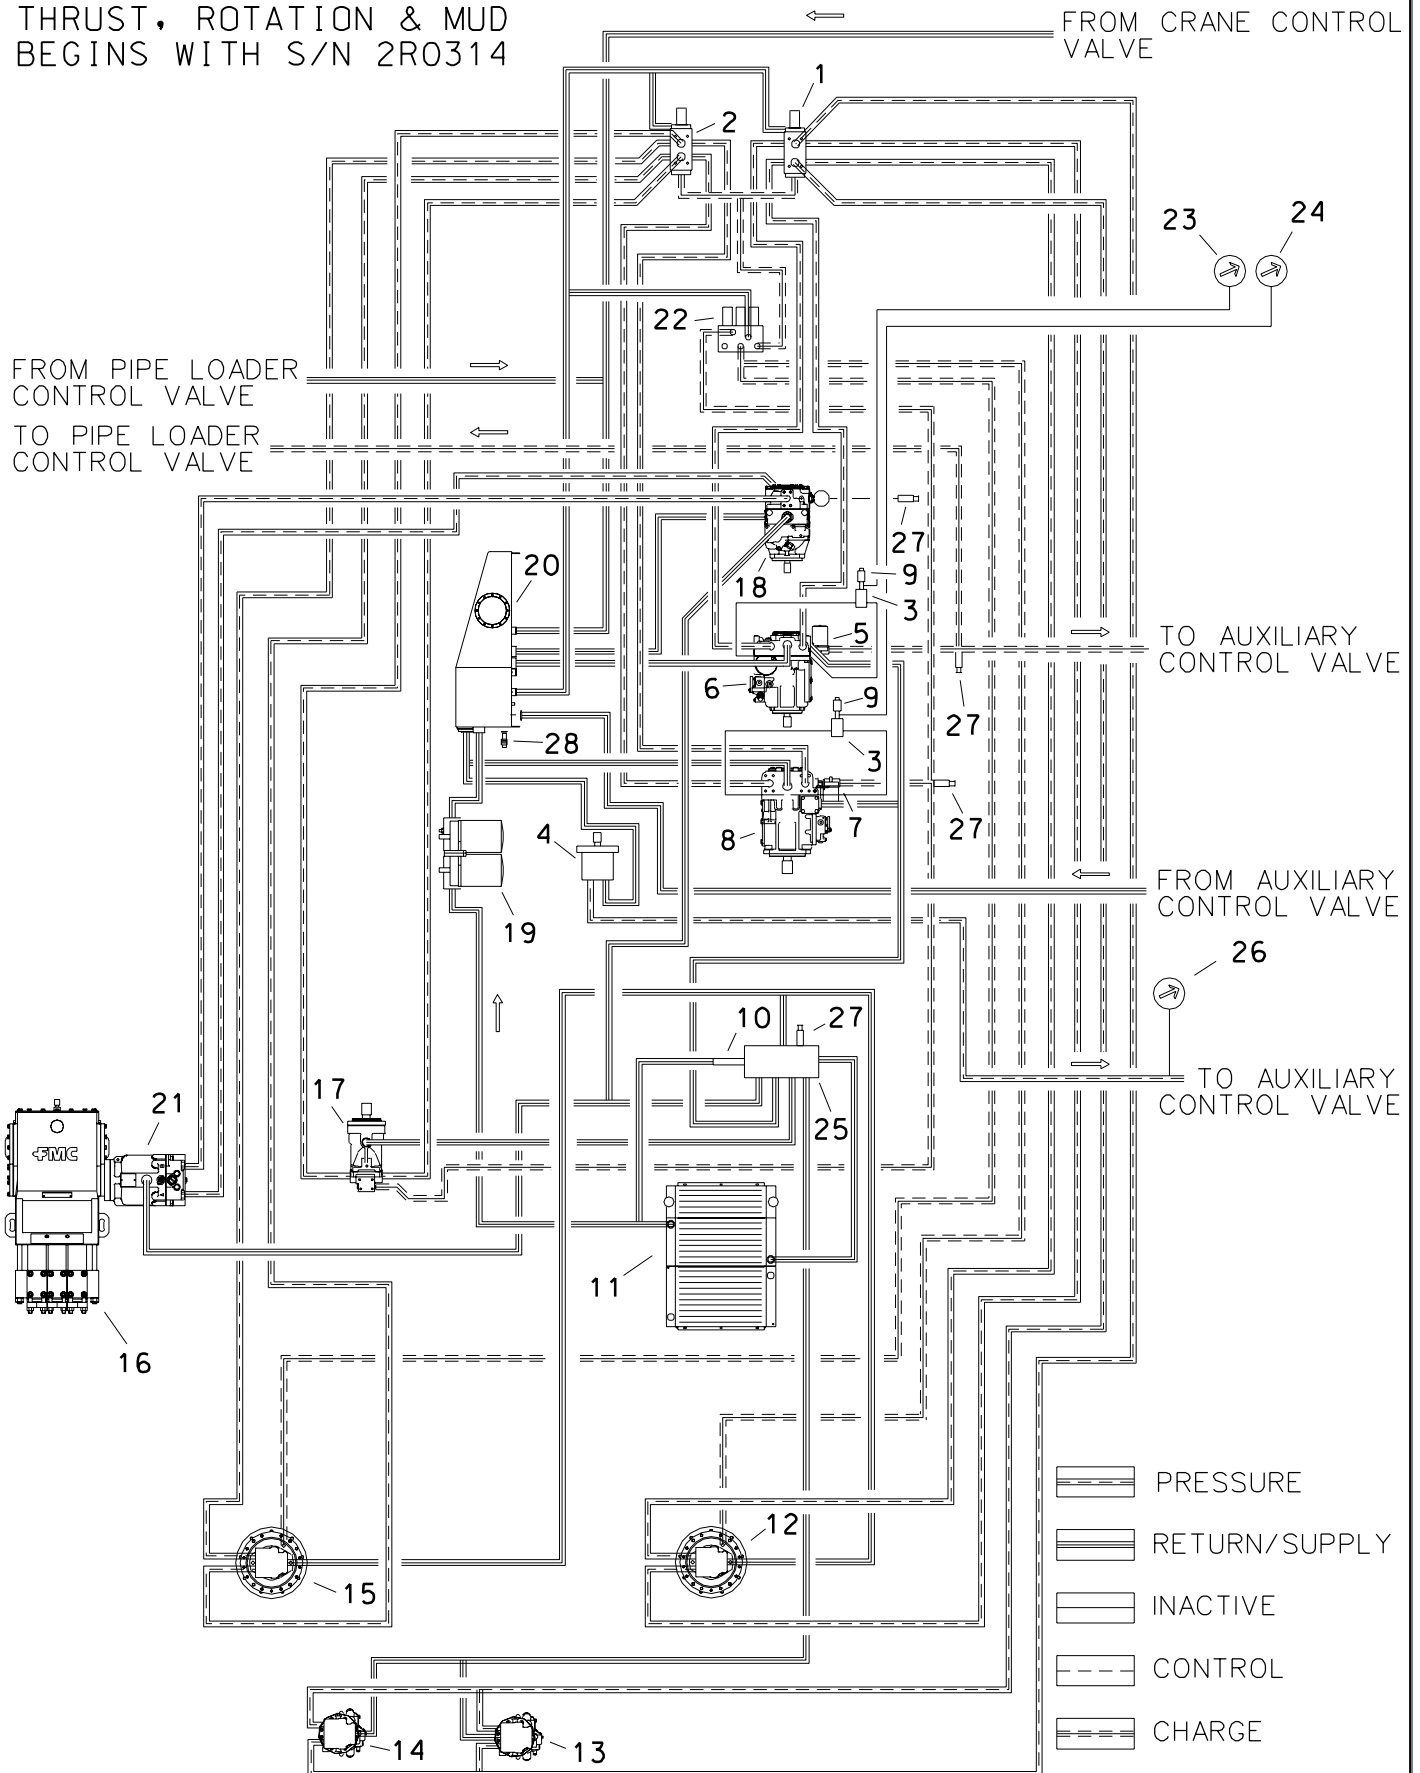 THRUST, ROTATION & MUD
BEGINS WITH S/N 2R0314
FROM CRANE CONTROL
VALVE
1
2
23
24
22
FROM PIPE LOADER
CONTROL VALVE
TO PIPE LOADER
CONTROL VALVE
27
18
20
9
3
5
TO AUXILIARY
CONTROL VALVE
6
9
27
28
3
4
8
7
27
FROM AUXILIARY
CONTROL VALVE
19
26
10
27
TO AUXILIARY
CONTROL VALVE
21
17
25
FMC
11
16
PRESSURE
12
RETURN/SUPPLY
15
INACTIVE
CONTROL
CHARGE
14
13